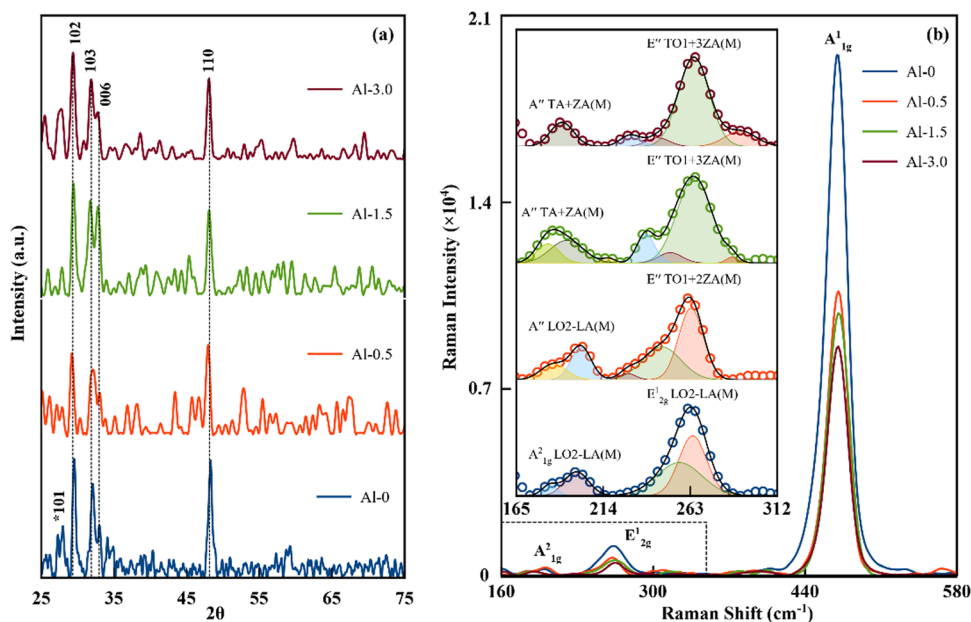 (a)
102
103
006
110
Al-3.0
Al-1.5
Al-0.5
Al-0
*101
Intensity (a.u.)
25 35 45 55 65 75
2θ
(b)
2.1
1.4
0.7
0
Raman Intensity (×10⁴)
A¹1g
Al-0
Al-0.5
Al-1.5
Al-3.0
E′′ TO1+3ZA(M)
A′′ TA+ZA(M)
E′′ TO1+3ZA(M)
A′′ TA+ZA(M)
E′′ TO1+2ZA(M)
A′′ LO2-LA(M)
E¹2g LO2-LA(M)
A²1g LO2-LA(M)
165 214 263 312
A²1g
E¹2g
160 300 440 580
Raman Shift (cm⁻¹)